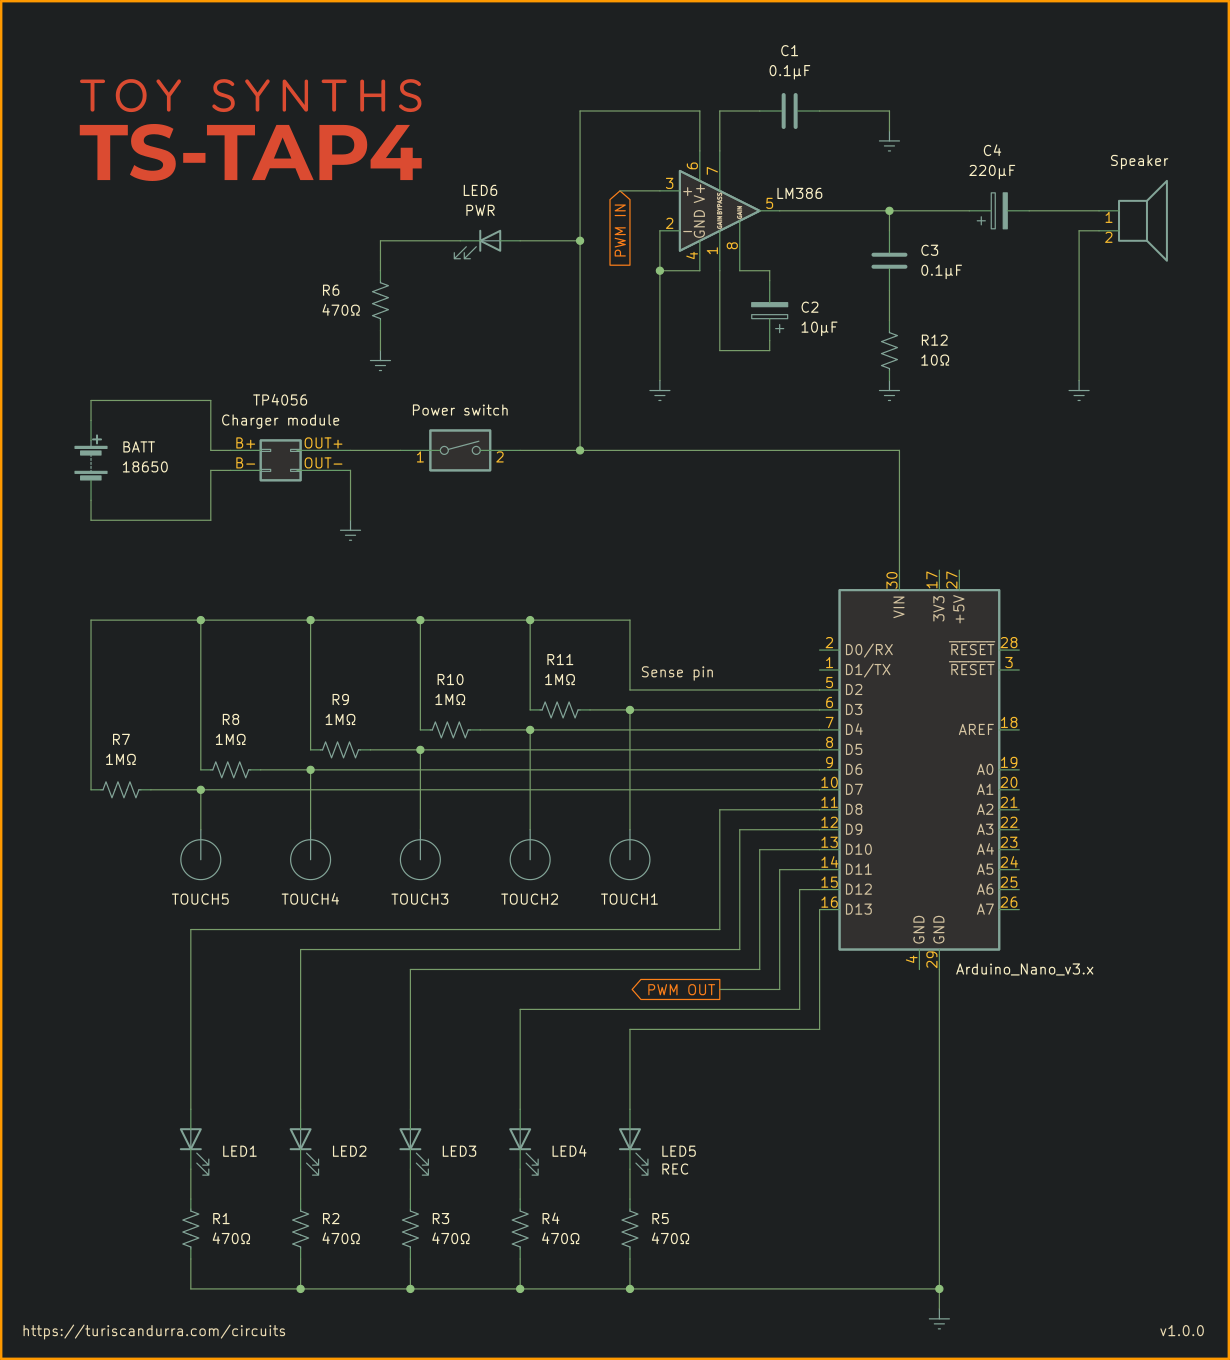 TOY SYNTHS
TS-TAP4
C1
0.1µF
LED6
PWR
R6
470Ω
PWM IN
3
2
6
7
+
−
V+
GND
GAIN
BYPASS
GAIN
4
1
8
5
LM386
C2
10µF
+
C4
220µF
+
C3
0.1µF
R12
10Ω
Speaker
1
2
BATT
18650
+
TP4056
Charger module
B+
B−
OUT+
OUT−
Power switch
1
2
30
17
27
VIN
3V3
+5V
2 D0/RX
1 D1/TX
5 D2
6 D3
7 D4
8 D5
9 D6
10 D7
11 D8
12 D9
13 D10
14 D11
15 D12
16 D13
RESET 28
RESET 3
AREF 18
A0 19
A1 20
A2 21
A3 22
A4 23
A5 24
A6 25
A7 26
GND
GND
4
29
Arduino_Nano_v3.x
Sense pin
R11
1MΩ
R10
1MΩ
R9
1MΩ
R8
1MΩ
R7
1MΩ
TOUCH5
TOUCH4
TOUCH3
TOUCH2
TOUCH1
PWM OUT
LED1
LED2
LED3
LED4
LED5
REC
R1
470Ω
R2
470Ω
R3
470Ω
R4
470Ω
R5
470Ω
https://turiscandurra.com/circuits
v1.0.0